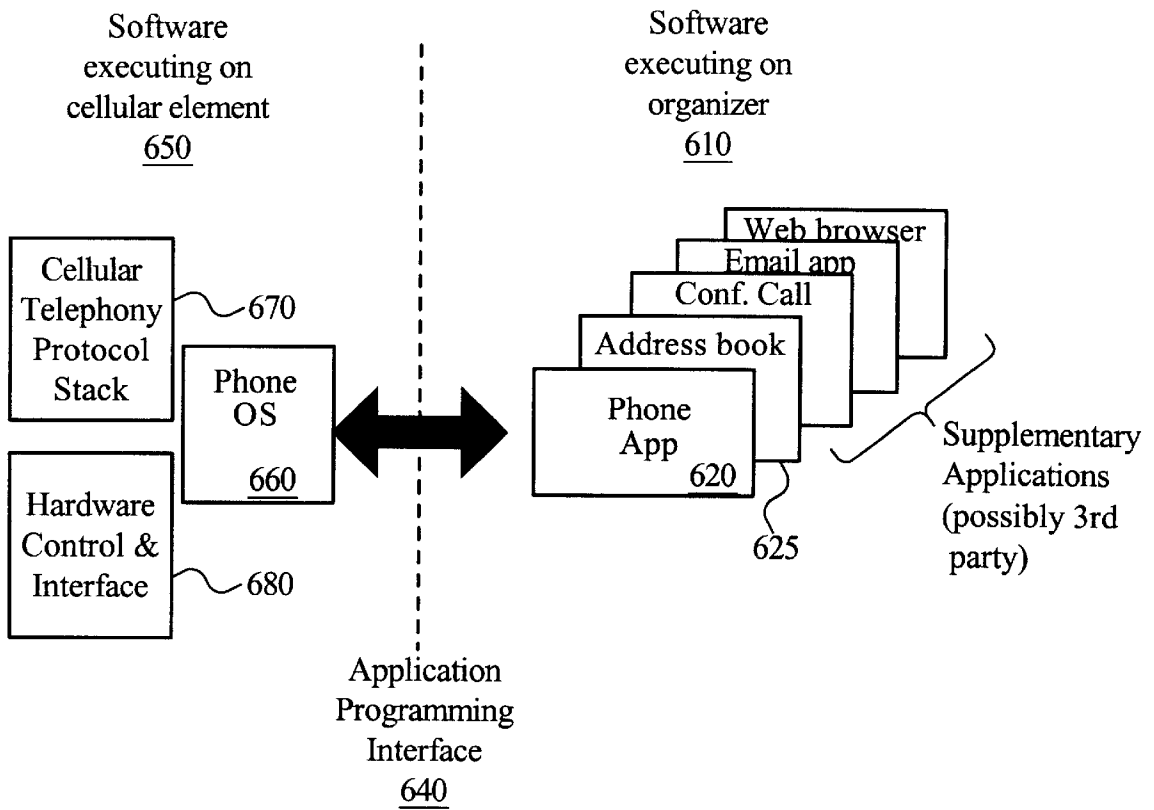 Software
executing on
cellular element
650
Software
executing on
organizer
610
Cellular
Telephony
Protocol
Stack
670
Phone
OS
660
Hardware
Control &
Interface
680
Web browser
Email app
Conf. Call
Address book
Phone
App
620
625
Supplementary
Applications
(possibly 3rd
party)
Application
Programming
Interface
640